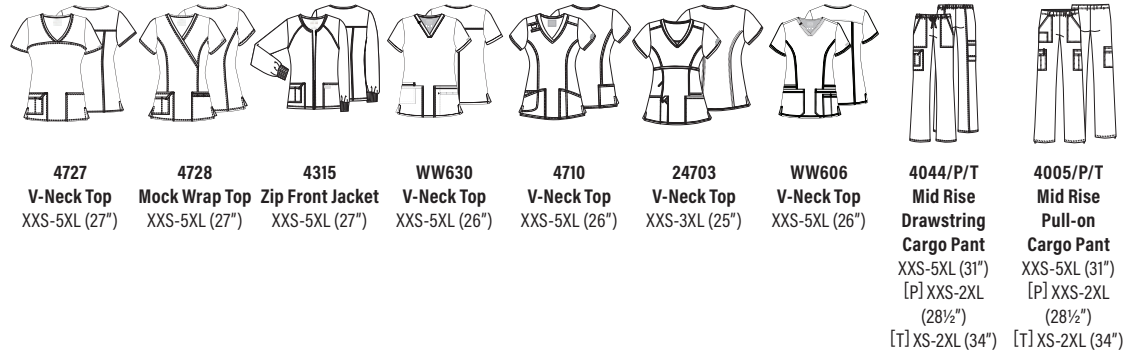 4727
V-Neck Top
XXS-5XL (27")
4728
Mock Wrap Top
XXS-5XL (27")
4315
Zip Front Jacket
XXS-5XL (27")
WW630
V-Neck Top
XXS-5XL (26")
4710
V-Neck Top
XXS-5XL (26")
24703
V-Neck Top
XXS-3XL (25")
WW606
V-Neck Top
XXS-5XL (26")
4044/P/T
Mid Rise
Drawstring
Cargo Pant
XXS-5XL (31")
[P] XXS-2XL
(28½")
[T] XS-2XL (34")
4005/P/T
Mid Rise
Pull-on
Cargo Pant
XXS-5XL (31")
[P] XXS-2XL
(28½")
[T] XS-2XL (34")